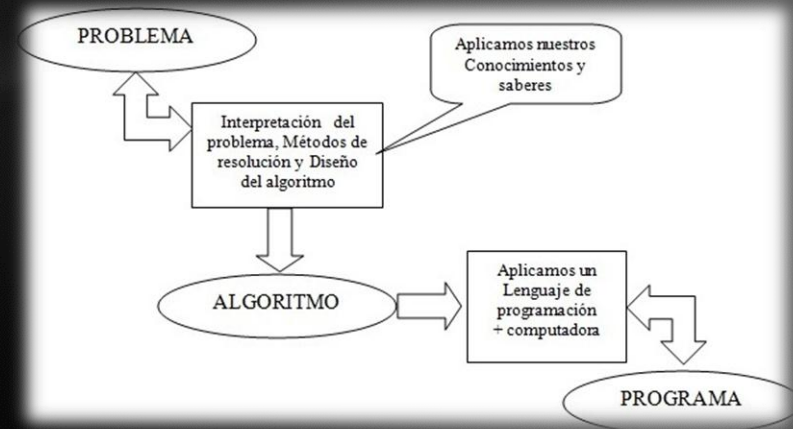 PROBLEMA
Aplicamos nuestros
Conocimientos y
saberes
Interpretación del
problema, Métodos de
resolución y Diseño
del algoritmo
ALGORITMO
Aplicamos un
Lenguaje de
programación
+ computadora
PROGRAMA